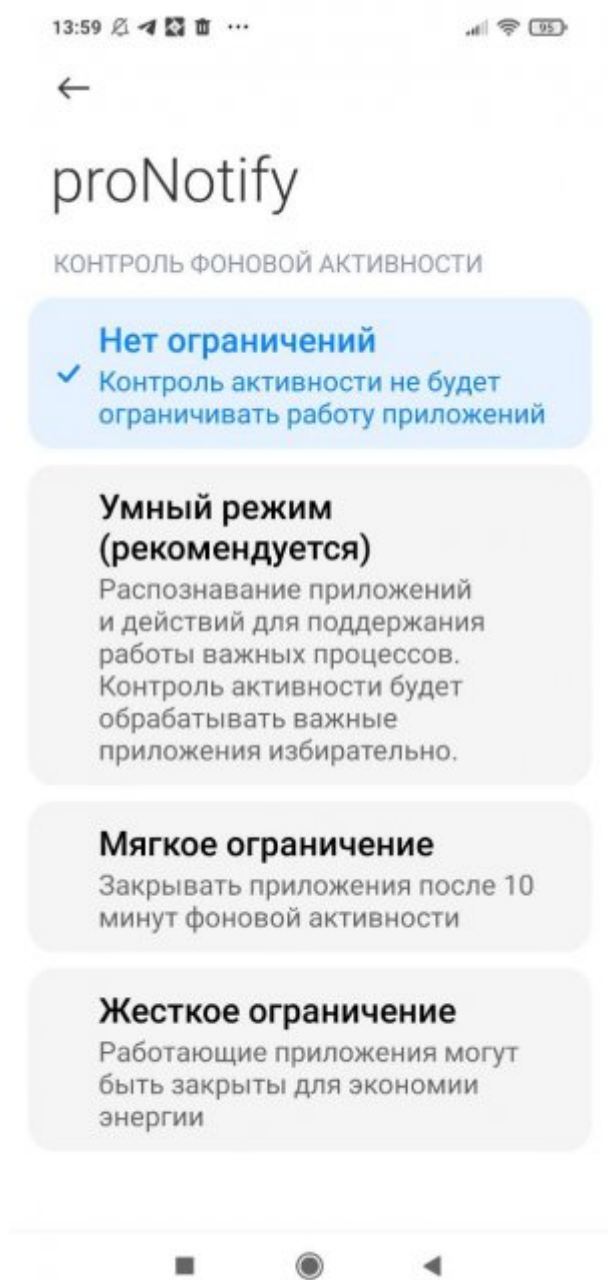 13:59
95
proNotify
КОНТРОЛЬ ФОНОВОЙ АКТИВНОСТИ
Нет ограничений
Контроль активности не будет
ограничивать работу приложений
Умный режим
(рекомендуется)
Распознавание приложений
и действий для поддержания
работы важных процессов.
Контроль активности будет
обрабатывать важные
приложения избирательно.
Мягкое ограничение
Закрывать приложения после 10
минут фоновой активности
Жесткое ограничение
Работающие приложения могут
быть закрыты для экономии
энергии